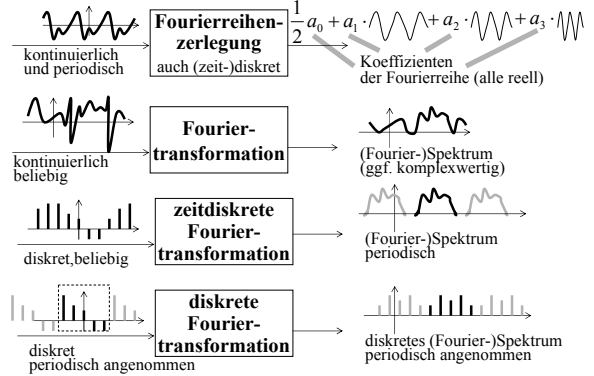 kontinuierlich
und periodisch
Fourierreihen-
zerlegung
auch (zeit-)diskret
1/2 a₀ + a₁ · + a₂ · + a₃ ·
Koeffizienten
der Fourierreihe (alle reell)
kontinuierlich
beliebig
Fourier-
transformation
(Fourier-)Spektrum
(ggf. komplexwertig)
diskret,beliebig
zeitdiskrete
Fourier-
transformation
(Fourier-)Spektrum
periodisch
diskret
periodisch angenommen
diskrete
Fourier-
transformation
diskretes (Fourier-)Spektrum
periodisch angenommen